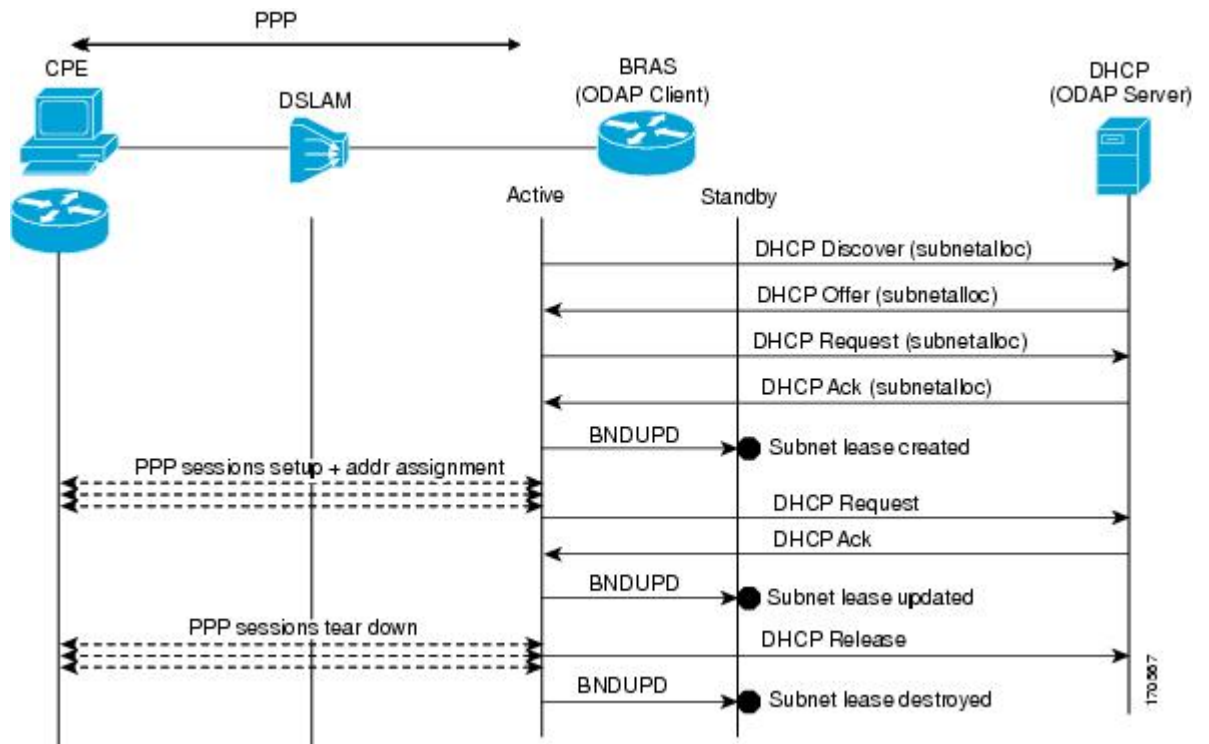 PPP
CPE
DSLAM
BRAS
(ODAP Client)
DHCP
(ODAP Server)
Active
Standby
DHCP Discover (subnetalloc)
DHCP Offer (subnetalloc)
DHCP Request (subnetalloc)
DHCP Ack (subnetalloc)
BNDUPD
Subnet lease created
PPP sessions setup + addr assignment
DHCP Request
DHCP Ack
BNDUPD
Subnet lease updated
PPP sessions tear down
DHCP Release
BNDUPD
Subnet lease destroyed
170567